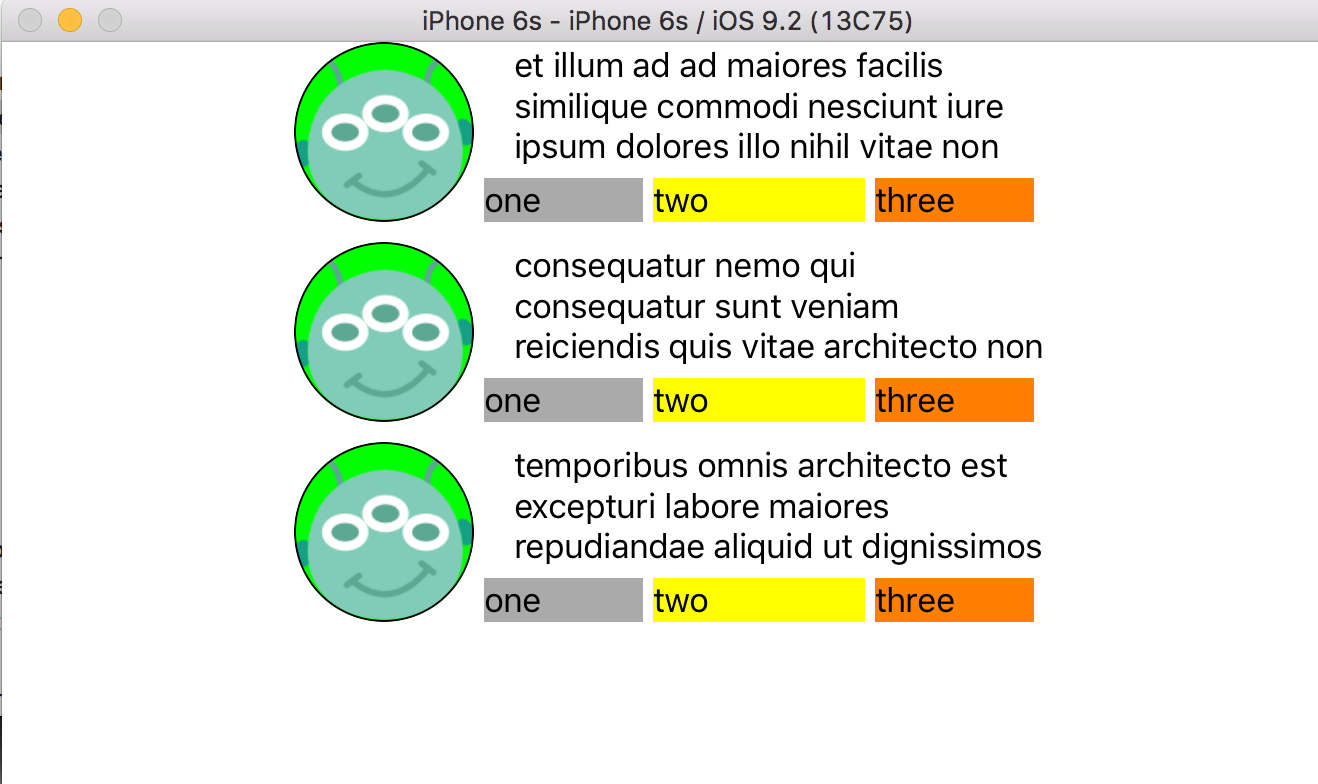 iPhone 6s - iPhone 6s / iOS 9.2 (13C75)
et illum ad ad maiores facilis
similique commodi nesciunt iure
ipsum dolores illo nihil vitae non
one two three
consequatur nemo qui
consequatur sunt veniam
reiciendis quis vitae architecto non
one two three
temporibus omnis architecto est
excepturi labore maiores
repudiandae aliquid ut dignissimos
one two three